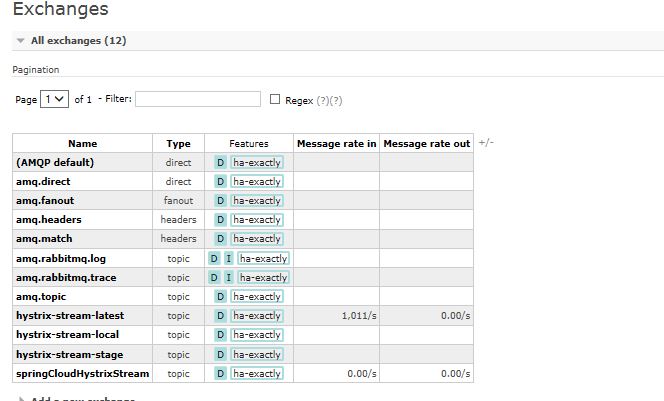 Exchanges
All exchanges (12)
Pagination
Page 1 of 1 - Filter: Regex (?)(?)
Name Type Features Message rate in Message rate out +/-
(AMQP default) direct D ha-exactly
amq.direct direct D ha-exactly
amq.fanout fanout D ha-exactly
amq.headers headers D ha-exactly
amq.match headers D ha-exactly
amq.rabbitmq.log topic D I ha-exactly
amq.rabbitmq.trace topic D I ha-exactly
amq.topic topic D ha-exactly
hystrix-stream-latest topic D ha-exactly 1,011/s 0.00/s
hystrix-stream-local topic D ha-exactly
hystrix-stream-stage topic D ha-exactly
springCloudHystrixStream topic D ha-exactly 0.00/s 0.00/s
Add a new exchange